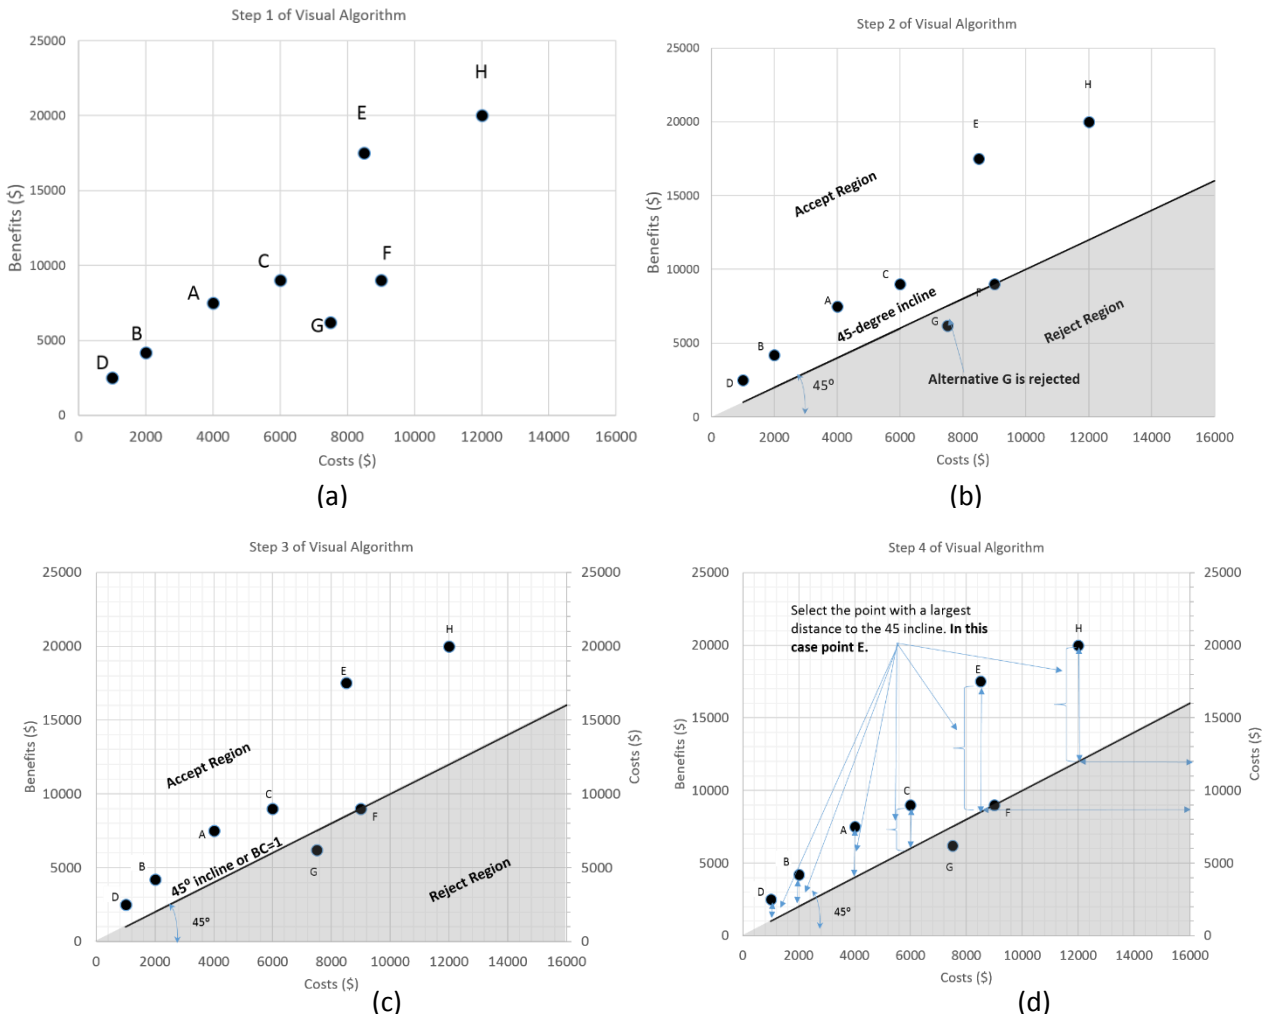 Step 1 of Visual Algorithm
25000
20000
15000
10000
5000
0
Benefits ($)
H
E
F
C
A
G
B
D
0 2000 4000 6000 8000 10000 12000 14000 16000
Costs ($)
(a)
Step 2 of Visual Algorithm
25000
20000
15000
10000
5000
0
Benefits ($)
H
E
Accept Region
C
F
A
45-degree incline
G
Reject Region
B
D
45º
Alternative G is rejected
0 2000 4000 6000 8000 10000 12000 14000 16000
Costs ($)
(b)
Step 3 of Visual Algorithm
25000
20000
15000
10000
5000
0
Benefits ($)
H
E
Accept Region
C
F
A
45º incline or BC=1
B
G
Reject Region
D
45º
25000
20000
15000
10000
5000
0
Costs ($)
0 2000 4000 6000 8000 10000 12000 14000 16000
Costs ($)
(c)
Step 4 of Visual Algorithm
25000
20000
15000
10000
5000
0
Benefits ($)
Select the point with a largest
distance to the 45 incline. In this
case point E.
H
E
C
F
A
B
G
D
45º
25000
20000
15000
10000
5000
0
Costs ($)
0 2000 4000 6000 8000 10000 12000 14000 16000
Costs ($)
(d)